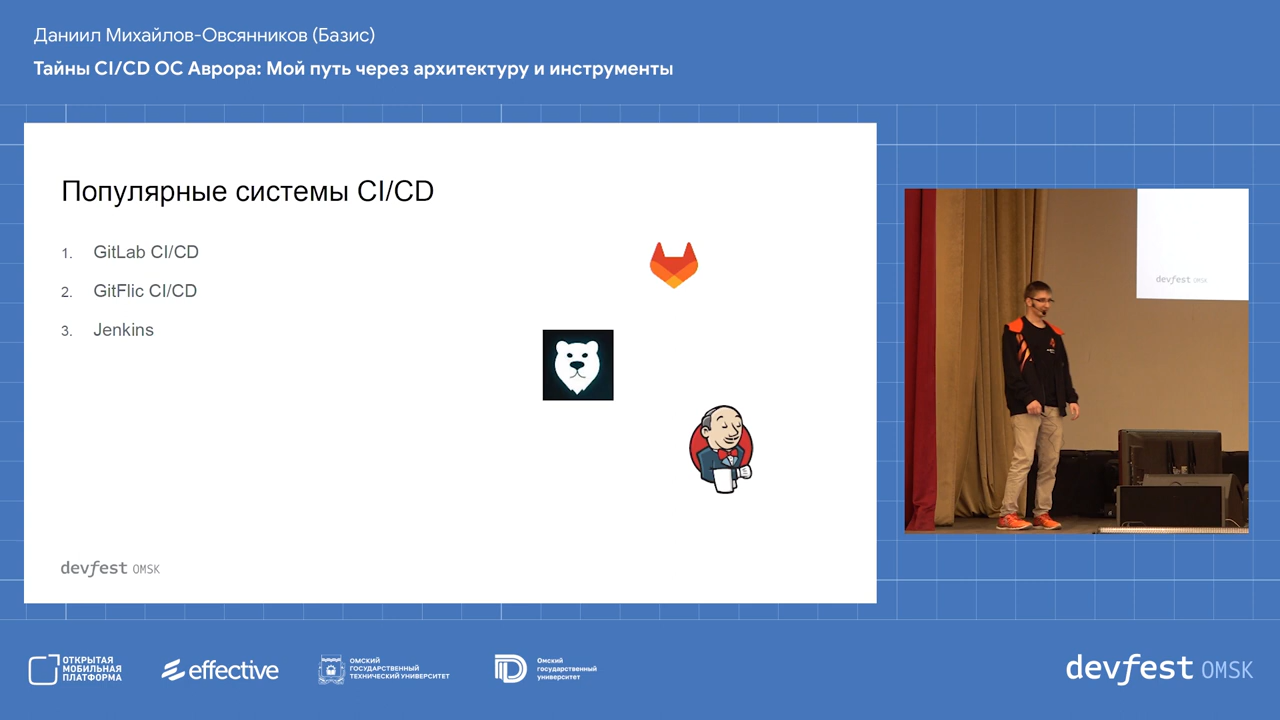 Даниил Михайлов-Овсянников (Базис)
Тайны CI/CD ОС Аврора: Мой путь через архитектуру и инструменты
Популярные системы CI/CD
1. GitLab CI/CD
2. GitFlic CI/CD
3. Jenkins
devfest OMSK
devfest OMSK
ОТКРЫТАЯ
МОБИЛЬНАЯ
ПЛАТФОРМА
effective
ОМСКИЙ
ГОСУДАРСТВЕННЫЙ
ТЕХНИЧЕСКИЙ УНИВЕРСИТЕТ
Омский
государственный
университет
devfest OMSK